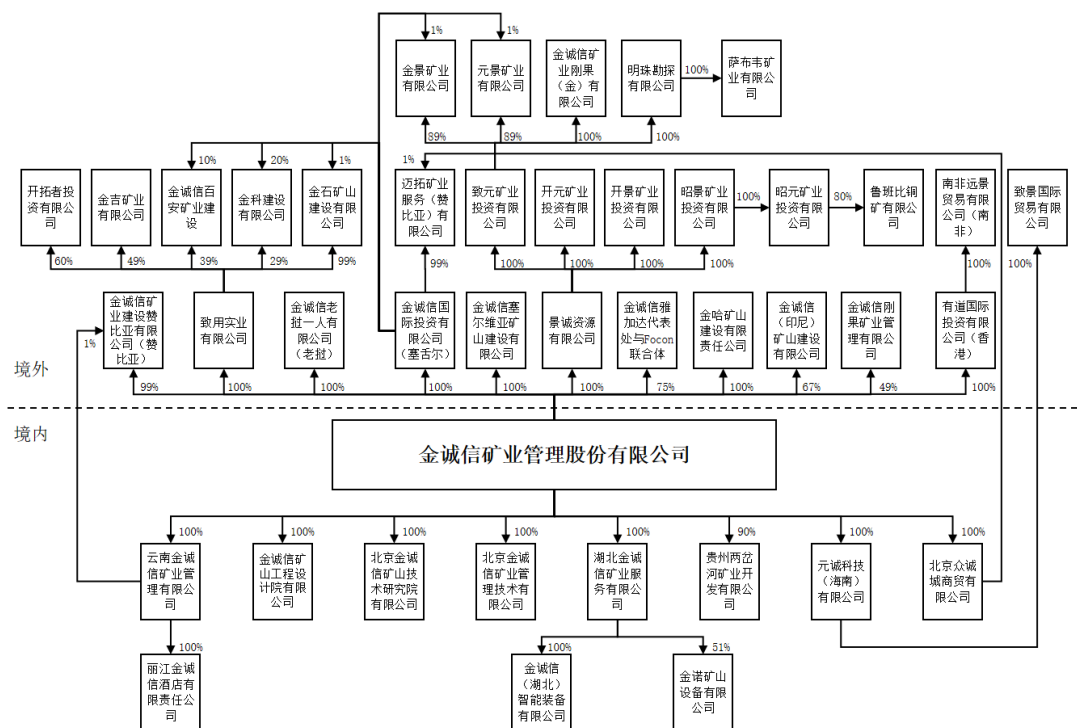 1%
1%
金景矿业
有限公司
元景矿业
有限公司
金诚信矿
业刚果
（金）有
限公司
明珠勘探
有限公司
100%
萨布韦矿
业有限公
司
89%
89%
100%
100%
10%
20%
1%
1%
开拓者投
资有限公
司
金吉矿业
有限公司
金诚信百
安矿业建
设
金科建设
有限公司
金石矿山
建设有限
公司
迈拓矿业
服务（赞
比亚）有
限公司
致元矿业
投资有限
公司
开元矿业
投资有限
公司
开景矿业
投资有限
公司
昭景矿业
投资有限
公司
100%
昭元矿业
投资有限
公司
80%
鲁班比铜
矿有限公
司
南非远景
贸易有限
公司（南
非）
致景国际
贸易有限
公司
60%
49%
39%
29%
99%
99%
100%
100%
100%
100%
100%
100%
金诚信矿
业建设赞
比亚有限
公司（赞
比亚）
致用实业
有限公司
金诚信老
挝一人有
限公司
（老挝）
金诚信国
际投资有
限公司
（塞舌尔）
金诚信塞
尔维亚矿
山建设有
限公司
景诚资源
有限公司
金诚信雅
加达代表
处与Focon
联合体
金哈矿山
建设有限
责任公司
金诚信
（印尼）
矿山建设
有限公司
金诚信刚
果矿业管
理有限公
司
有道国际
投资有限
公司（香
港）
1%
99%
100%
100%
100%
100%
100%
75%
100%
67%
49%
100%
境外
境内
金诚信矿业管理股份有限公司
100%
100%
100%
100%
100%
90%
100%
100%
云南金诚
信矿业管
理有限公
司
金诚信矿
山工程设
计院有限
公司
北京金诚
信矿山技
术研究院
有限公司
北京金诚
信矿业管
理技术有
限公司
湖北金诚
信矿业服
务有限公
司
贵州两岔
河矿业开
发有限公
司
元诚科技
（海南）
有限公司
北京众诚
城商贸有
限公司
100%
100%
51%
丽江金诚
信酒店有
限责任公
司
金诚信
（湖北）
智能装备
有限公司
金诺矿山
设备有限
公司